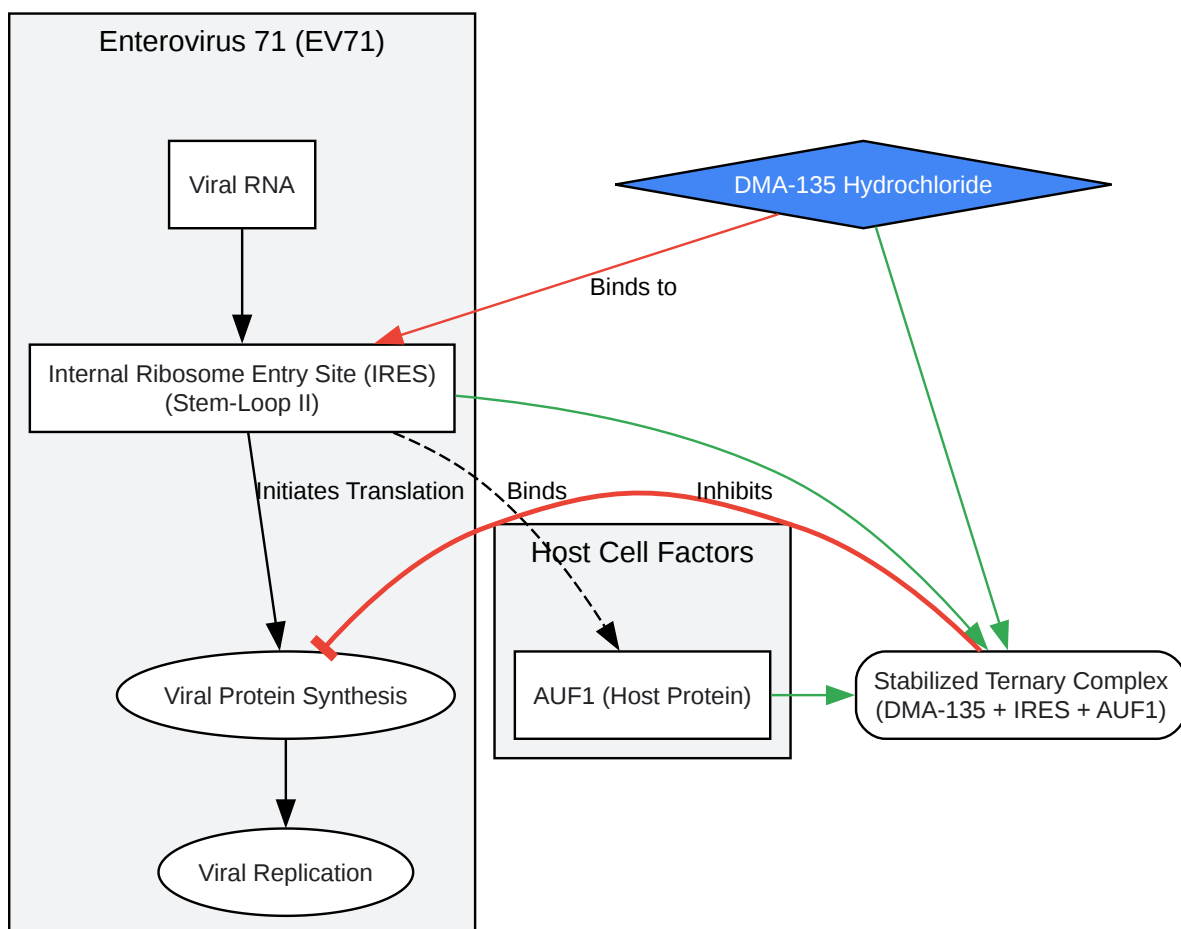 Enterovirus 71 (EV71)
Viral RNA
DMA-135 Hydrochloride
Binds to
Internal Ribosome Entry Site (IRES)
(Stem-Loop II)
Initiates Translation
Binds
Inhibits
Host Cell Factors
Viral Protein Synthesis
AUF1 (Host Protein)
Stabilized Ternary Complex
(DMA-135 + IRES + AUF1)
Viral Replication